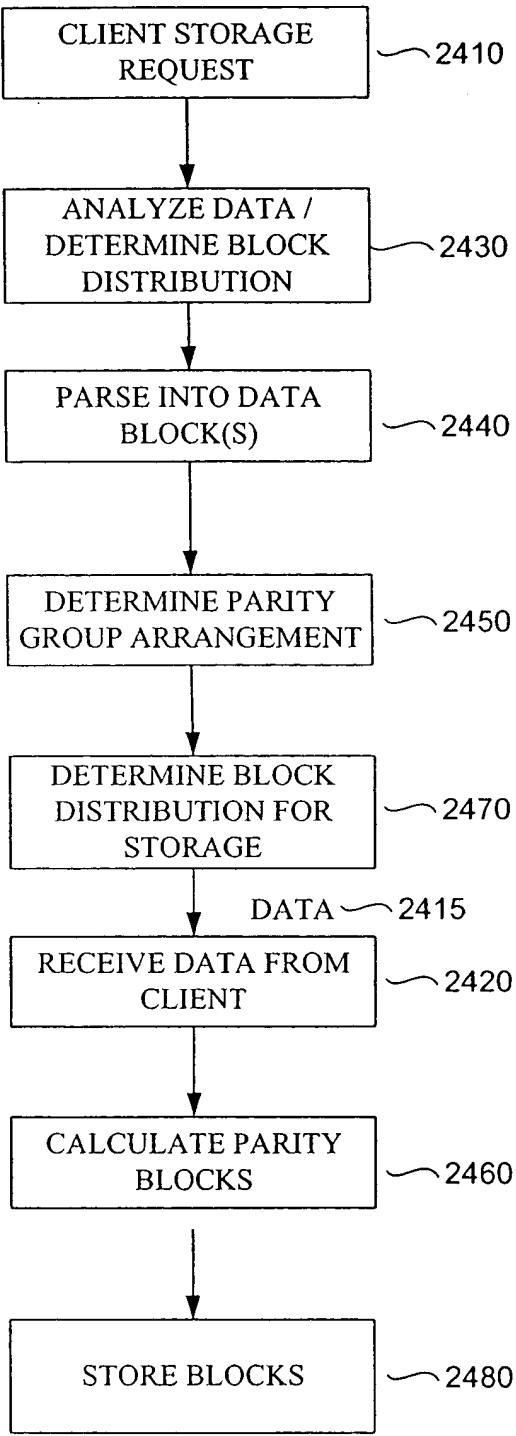 CLIENT STORAGE
REQUEST
2410
ANALYZE DATA /
DETERMINE BLOCK
DISTRIBUTION
2430
PARSE INTO DATA
BLOCK(S)
2440
DETERMINE PARITY
GROUP ARRANGEMENT
2450
DETERMINE BLOCK
DISTRIBUTION FOR
STORAGE
2470
DATA 2415
RECEIVE DATA FROM
CLIENT
2420
CALCULATE PARITY
BLOCKS
2460
STORE BLOCKS
2480